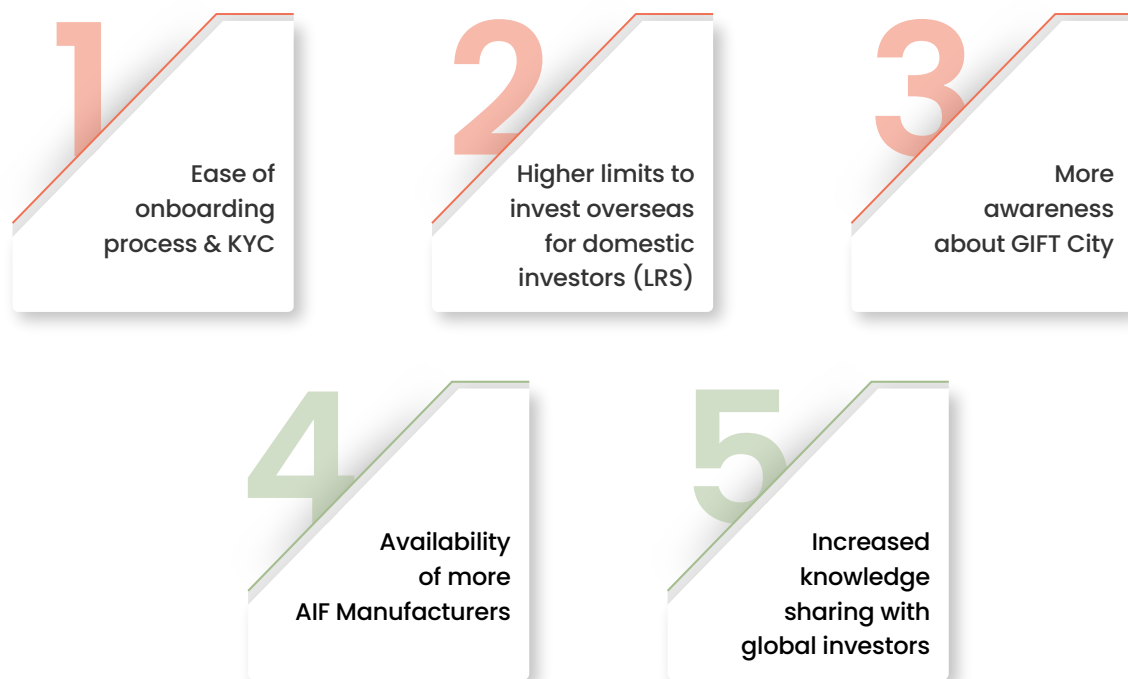 1
Ease of
onboarding
process & KYC
2
Higher limits to
invest overseas
for domestic
investors (LRS)
3
More
awareness
about GIFT City
4
Availability
of more
AIF Manufacturers
5
Increased
knowledge
sharing with
global investors